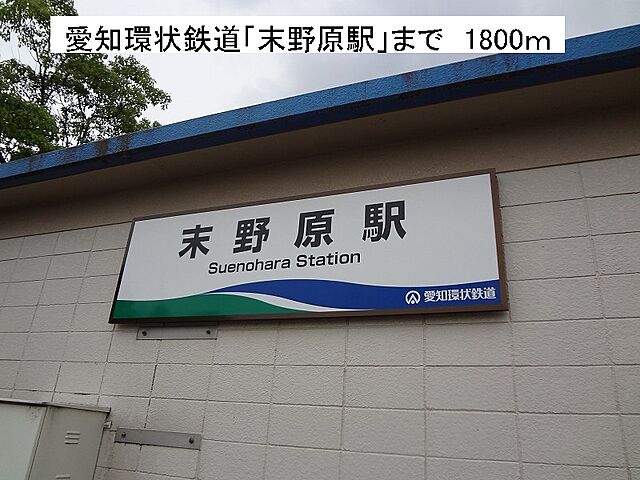 愛知環状鉄道「末野原駅」まで　1800ｍ
末野原駅
Suenohara Station
愛知環状鉄道